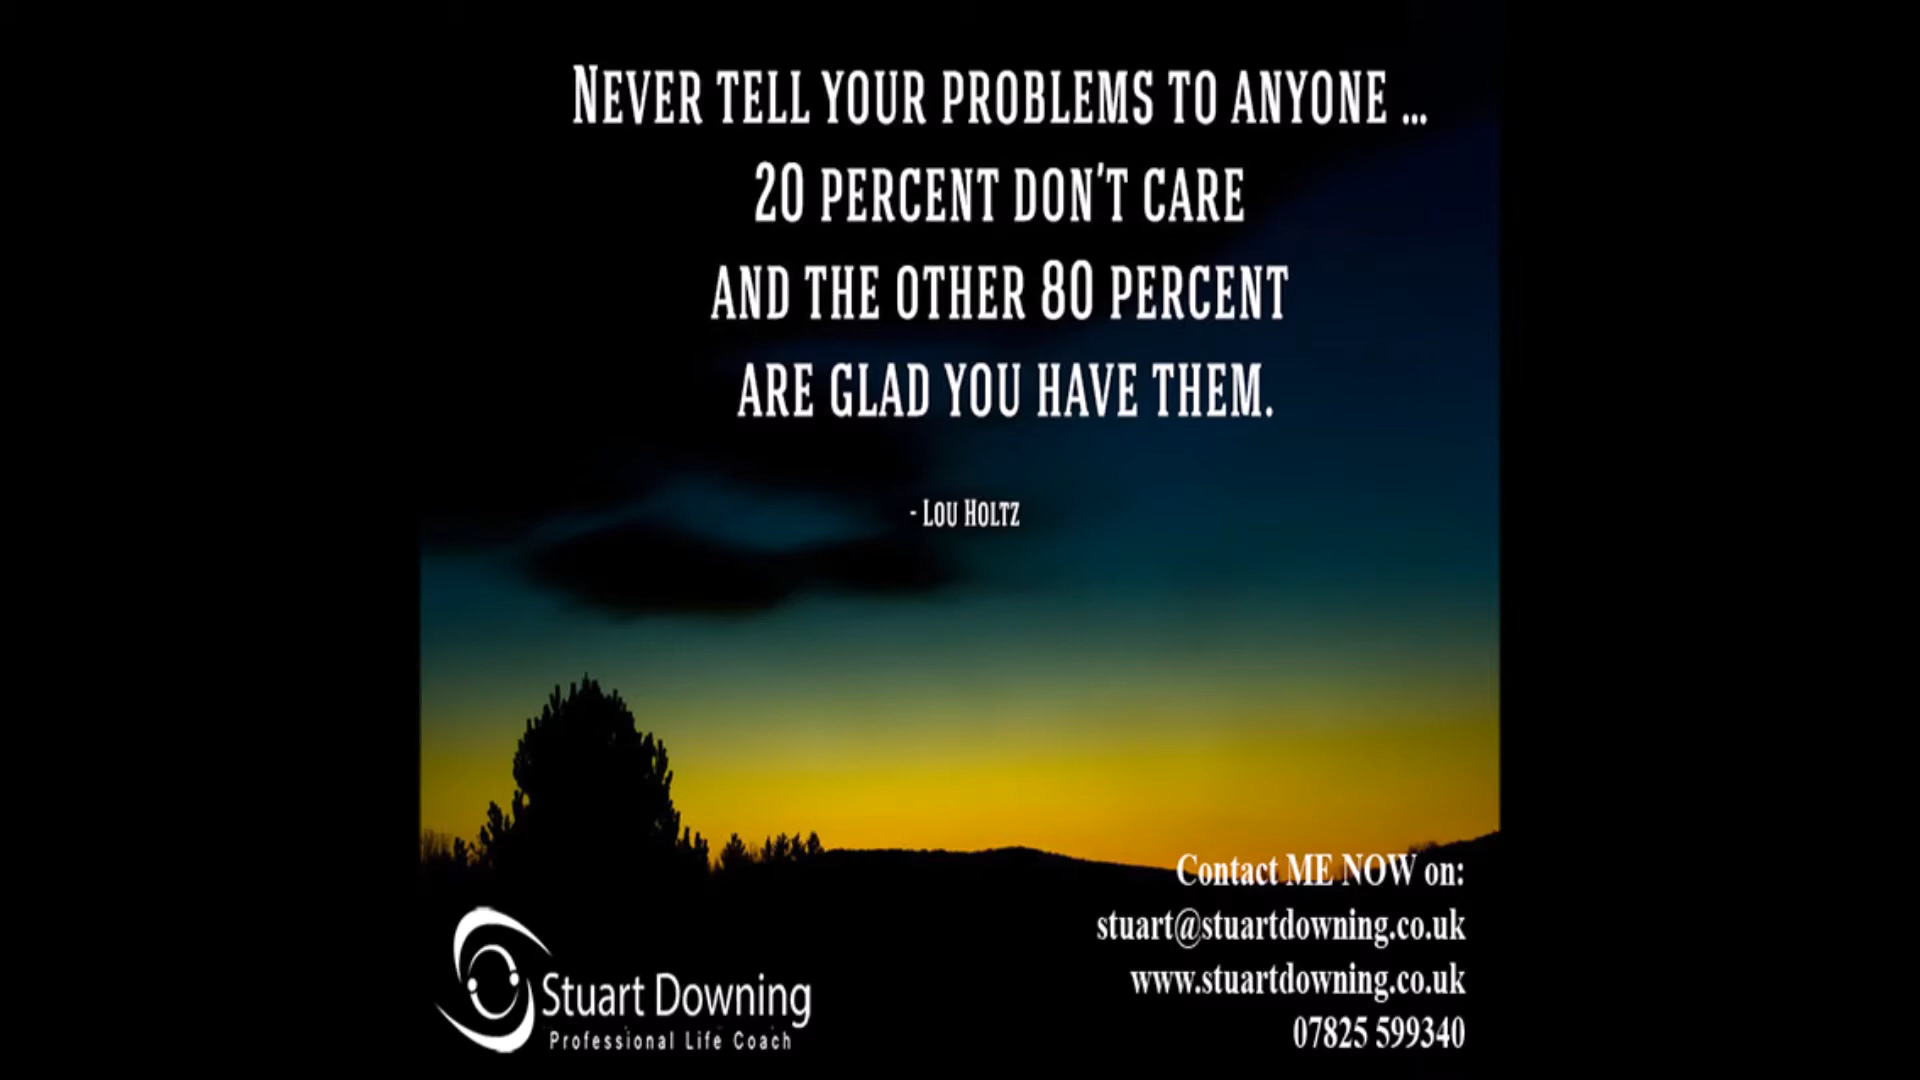 Never tell your problems to anyone ...
20 percent don't care
and the other 80 percent
are glad you have them.
- Lou Holtz
Contact ME NOW on:
stuart@stuartdowning.co.uk
www.stuartdowning.co.uk
07825 599340
Stuart Downing
Professional Life Coach